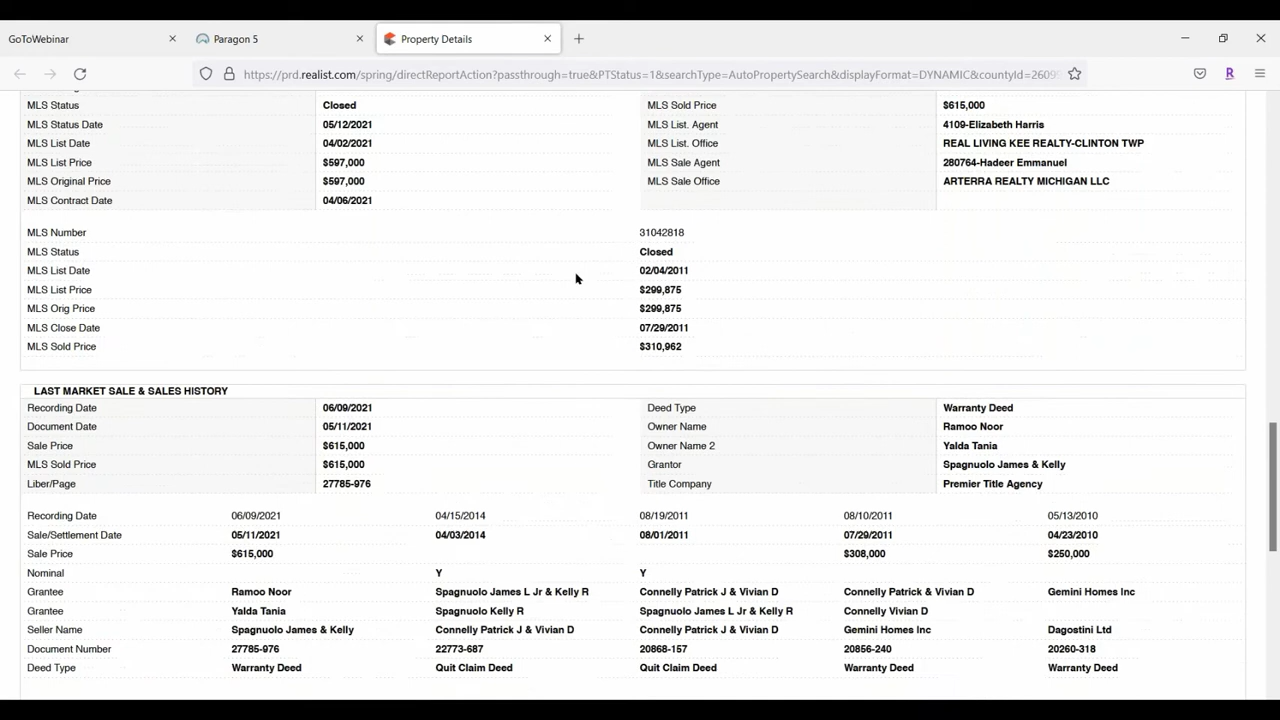 GoToWebinar Paragon 5 Property Details
https://prd.realist.com/spring/directReportAction?passthrough=true&PTStatus=1&searchType=AutoPropertySearch&displayFormat=DYNAMIC&countyId=2609
MLS Status Closed MLS Sold Price $615,000
MLS Status Date 05/12/2021 MLS List. Agent 4109-Elizabeth Harris
MLS List Date 04/02/2021 MLS List. Office REAL LIVING KEE REALTY-CLINTON TWP
MLS List Price $597,000 MLS Sale Agent 280764-Hadeer Emmanuel
MLS Original Price $597,000 MLS Sale Office ARTERRA REALTY MICHIGAN LLC
MLS Contract Date 04/06/2021
MLS Number 31042818
MLS Status Closed
MLS List Date 02/04/2011
MLS List Price $299,875
MLS Orig Price $299,875
MLS Close Date 07/29/2011
MLS Sold Price $310,962
LAST MARKET SALE & SALES HISTORY
Recording Date 06/09/2021 Deed Type Warranty Deed
Document Date 05/11/2021 Owner Name Ramoo Noor
Sale Price $615,000 Owner Name 2 Yalda Tania
MLS Sold Price $615,000 Grantor Spagnuolo James & Kelly
Liber/Page 27785-976 Title Company Premier Title Agency
Recording Date 06/09/2021 04/15/2014 08/19/2011 08/10/2011 05/13/2010
Sale/Settlement Date 05/11/2021 04/03/2014 08/01/2011 07/29/2011 04/23/2010
Sale Price $615,000 $308,000 $250,000
Nominal Y Y
Grantee Ramoo Noor Spagnuolo James L Jr & Kelly R Connelly Patrick J & Vivian D Connelly Patrick & Vivian D Gemini Homes Inc
Grantee Yalda Tania Spagnuolo Kelly R Spagnuolo James L Jr & Kelly R Connelly Vivian D
Seller Name Spagnuolo James & Kelly Connelly Patrick J & Vivian D Connelly Patrick J & Vivian D Gemini Homes Inc Dagostini Ltd
Document Number 27785-976 22773-687 20868-157 20856-240 20260-318
Deed Type Warranty Deed Quit Claim Deed Quit Claim Deed Warranty Deed Warranty Deed